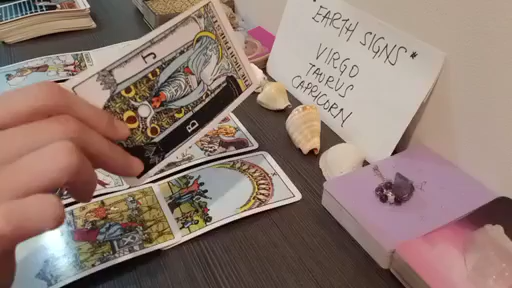 *EARTH SIGNS*
VIRGO
TAURUS
CAPRICORN
J
B